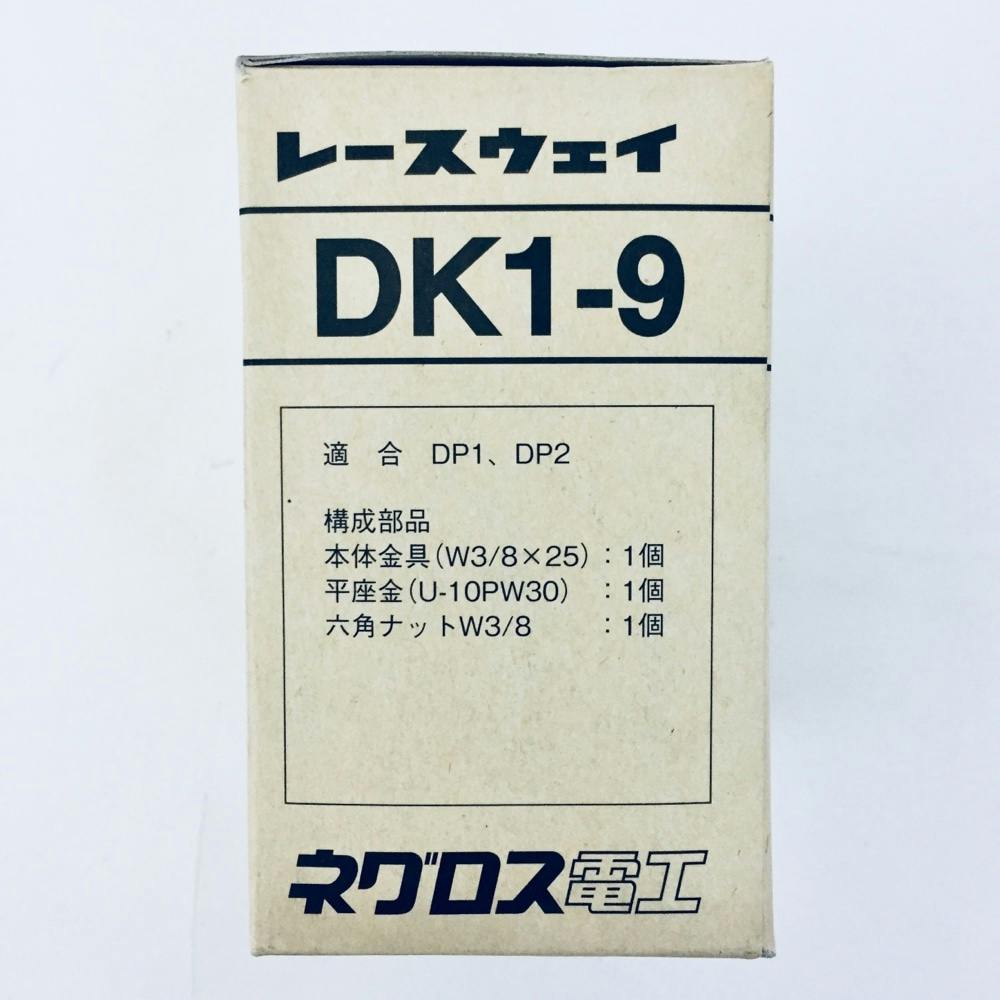 レースウェイ
DK1-9
適 合 DP1、DP2
構成部品
本体金具(W3/8×25):1個
平座金(U-10PW30) :1個
六角ナットW3/8 :1個
ネグロス電工